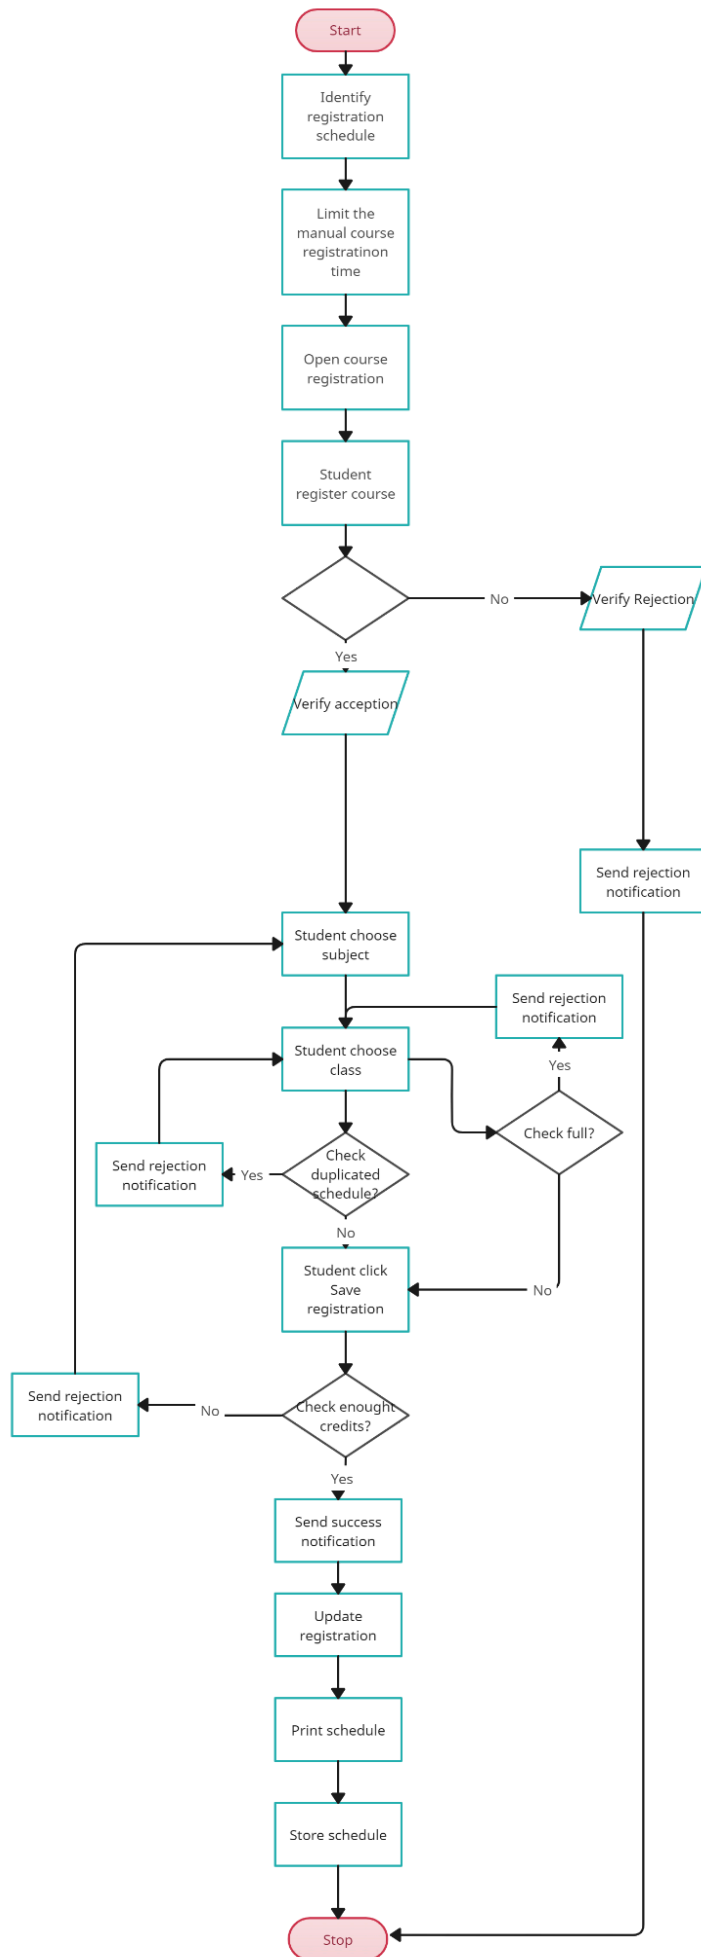 Start
Identify
registration
schedule
Limit the
manual course
registratinon
time
Open course
registration
Student
register course
No
Verify Rejection
Yes
Verify acception
Send rejection
notification
Student choose
subject
Send rejection
notification
Student choose
class
Yes
Check full?
Check
duplicated
schedule?
Yes
Send rejection
notification
No
Student click
Save
registration
No
Send rejection
notification
No
Check enought
credits?
Yes
Send success
notification
Update
registration
Print schedule
Store schedule
Stop